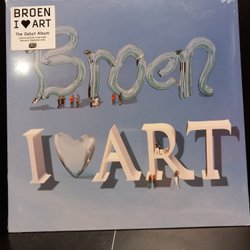 BROEN
I ♥ ART
The Debut Album
Broen
I ♥ ART